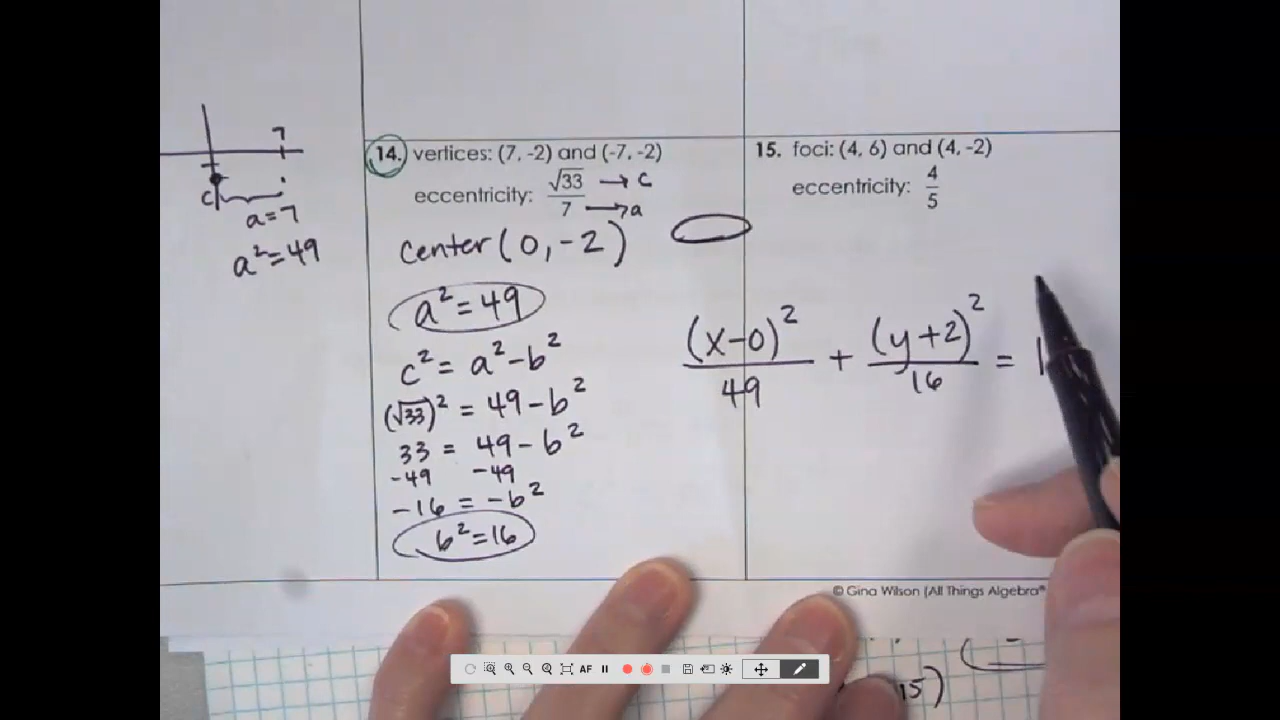 7
c
a=7
a²=49
14. vertices: (7, -2) and (-7, -2)
eccentricity: √33/7 → c → a
center (0, -2)
a²=49
c² = a²-b²
(√33)² = 49-b²
33 = 49-b²
-49 -49
-16 = -b²
b²=16
15. foci: (4, 6) and (4, -2)
eccentricity: 4/5
(x-0)²/49 + (y+2)²/16 = 1
© Gina Wilson (All Things Algebra®
15)
AF